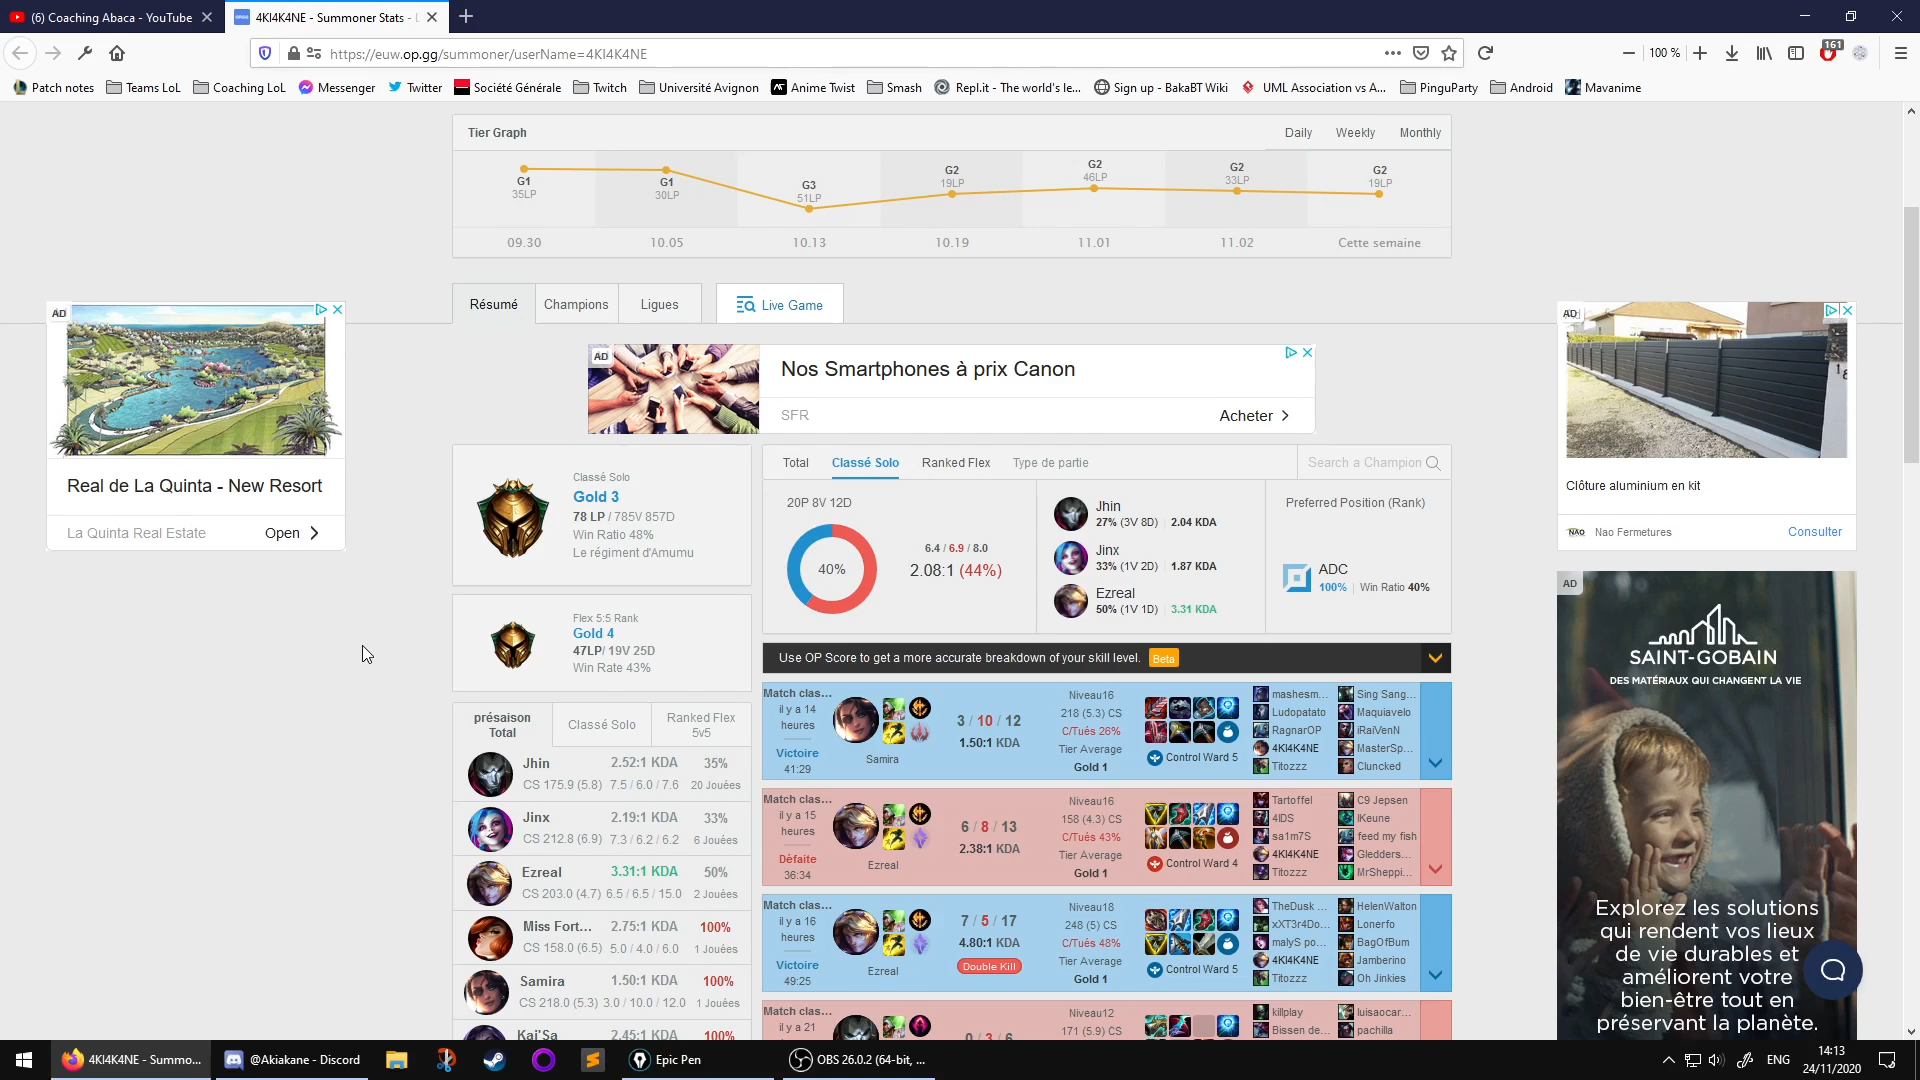 (6) Coaching Abaca - YouTube
4KI4K4NE - Summoner Stats - L
https://euw.op.gg/summoner/userName=4KI4K4NE
100 %
161
Patch notes
Teams LoL
Coaching LoL
Messenger
Twitter
Société Générale
Twitch
Université Avignon
Anime Twist
Smash
Repl.it - The world's le...
Sign up - BakaBT Wiki
UML Association vs A...
PinguParty
Android
Mavanime
Tier Graph
Daily
Weekly
Monthly
G1
35LP
G1
30LP
G3
51LP
G2
19LP
G2
46LP
G2
33LP
G2
19LP
09.30
10.05
10.13
10.19
11.01
11.02
Cette semaine
Résumé
Champions
Ligues
Live Game
AD
Real de La Quinta - New Resort
La Quinta Real Estate
Open
AD
Nos Smartphones à prix Canon
SFR
Acheter
AD
Clôture aluminium en kit
NAO
Nao Fermetures
Consulter
Classé Solo
Gold 3
78 LP / 785V 857D
Win Ratio 48%
Le régiment d'Amumu
Flex 5:5 Rank
Gold 4
47LP/ 19V 25D
Win Rate 43%
Total
Classé Solo
Ranked Flex
Type de partie
Search a Champion
20P 8V 12D
40%
6.4 / 6.9 / 8.0
2.08:1 (44%)
Jhin
27% (3V 8D) 2.04 KDA
Jinx
33% (1V 2D) 1.87 KDA
Ezreal
50% (1V 1D) 3.31 KDA
Preferred Position (Rank)
ADC
100% Win Ratio 40%
Use OP Score to get a more accurate breakdown of your skill level.
Beta
présaison Total
Classé Solo
Ranked Flex 5v5
Jhin 2.52:1 KDA 35%
CS 175.9 (5.8) 7.5 / 6.0 / 7.6 20 Jouées
Jinx 2.19:1 KDA 33%
CS 212.8 (6.9) 7.3 / 6.2 / 6.2 6 Jouées
Ezreal 3.31:1 KDA 50%
CS 203.0 (4.7) 6.5 / 6.5 / 15.0 2 Jouées
Miss Fort... 2.75:1 KDA 100%
CS 158.0 (6.5) 5.0 / 4.0 / 6.0 1 Jouées
Samira 1.50:1 KDA 100%
CS 218.0 (5.3) 3.0 / 10.0 / 12.0 1 Jouées
Kai'Sa 2.45:1 KDA 100%
Match clas...
il y a 14
heures
Victoire
41:29
Samira
3 / 10 / 12
1.50:1 KDA
Niveau16
218 (5.3) CS
C/Tués 26%
Tier Average
Gold 1
Control Ward 5
mashesm...
Ludopatato
RagnarOP
4KI4K4NE
Titozzz
Sing Sang...
Maquiavelo
iRaiVenN
MasterSp...
Cluncked
Match clas...
il y a 15
heures
Défaite
36:34
Ezreal
6 / 8 / 13
2.38:1 KDA
Niveau16
158 (4.3) CS
C/Tués 43%
Tier Average
Gold 1
Control Ward 4
Tartoffel
4IDS
sa1m7S
4KI4K4NE
Titozzz
C9 Jepsen
IKeune
feed my fish
Gledders...
MrSheppi...
Match clas...
il y a 16
heures
Victoire
49:25
Ezreal
7 / 5 / 17
4.80:1 KDA
Double Kill
Niveau18
248 (5) CS
C/Tués 48%
Tier Average
Gold 1
Control Ward 5
TheDusk ...
xXT3r4Do...
malyS po...
4KI4K4NE
Titozzz
HelenWalton
Lonerfo
BagOfBum
Jamberino
Oh Jinkies
Match clas...
il y a 21
0 / 3 / 6
Niveau12
171 (5.9) CS
killplay
Bissen de...
luisaocar...
pachilla
AD
SAINT-GOBAIN
DES MATÉRIAUX QUI CHANGENT LA VIE
Explorez les solutions
qui rendent vos lieux
de vie durables et
améliorent votre
bien-être tout en
préservant la planète.
4KI4K4NE - Summo...
@Akiakane - Discord
Epic Pen
OBS 26.0.2 (64-bit, ...
ENG
14:13
24/11/2020